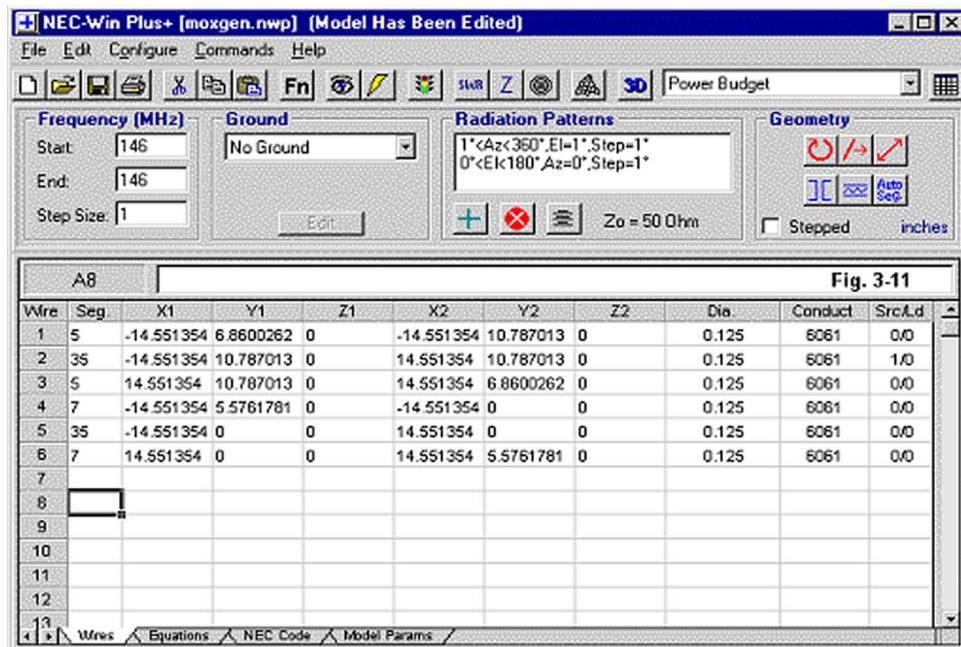 NEC-Win Plus+ [moxgen.nwp] (Model Has Been Edited)
File Edit Configure Commands Help
Fn SWR Z 3D Power Budget
Frequency (MHz) Ground Radiation Patterns Geometry
Start: 146 No Ground 1°<Az<360°,El=1°,Step=1°
0°<El<180°,Az=0°,Step=1°
End: 146
Step Size: 1 Edit Zo = 50 Ohm Auto Seg. Stepped inches
A8 Fig. 3-11
Wire Seg. X1 Y1 Z1 X2 Y2 Z2 Dia. Conduct Src/Ld
1 5 -14.551354 6.8600262 0 -14.551354 10.787013 0 0.125 6061 0/0
2 35 -14.551354 10.787013 0 14.551354 10.787013 0 0.125 6061 1/0
3 5 14.551354 10.787013 0 14.551354 6.8600262 0 0.125 6061 0/0
4 7 -14.551354 5.5761781 0 -14.551354 0 0 0.125 6061 0/0
5 35 -14.551354 0 0 14.551354 0 0 0.125 6061 0/0
6 7 14.551354 0 0 14.551354 5.5761781 0 0.125 6061 0/0
7
8
9
10
11
12
13
Wires Equations NEC Code Model Params